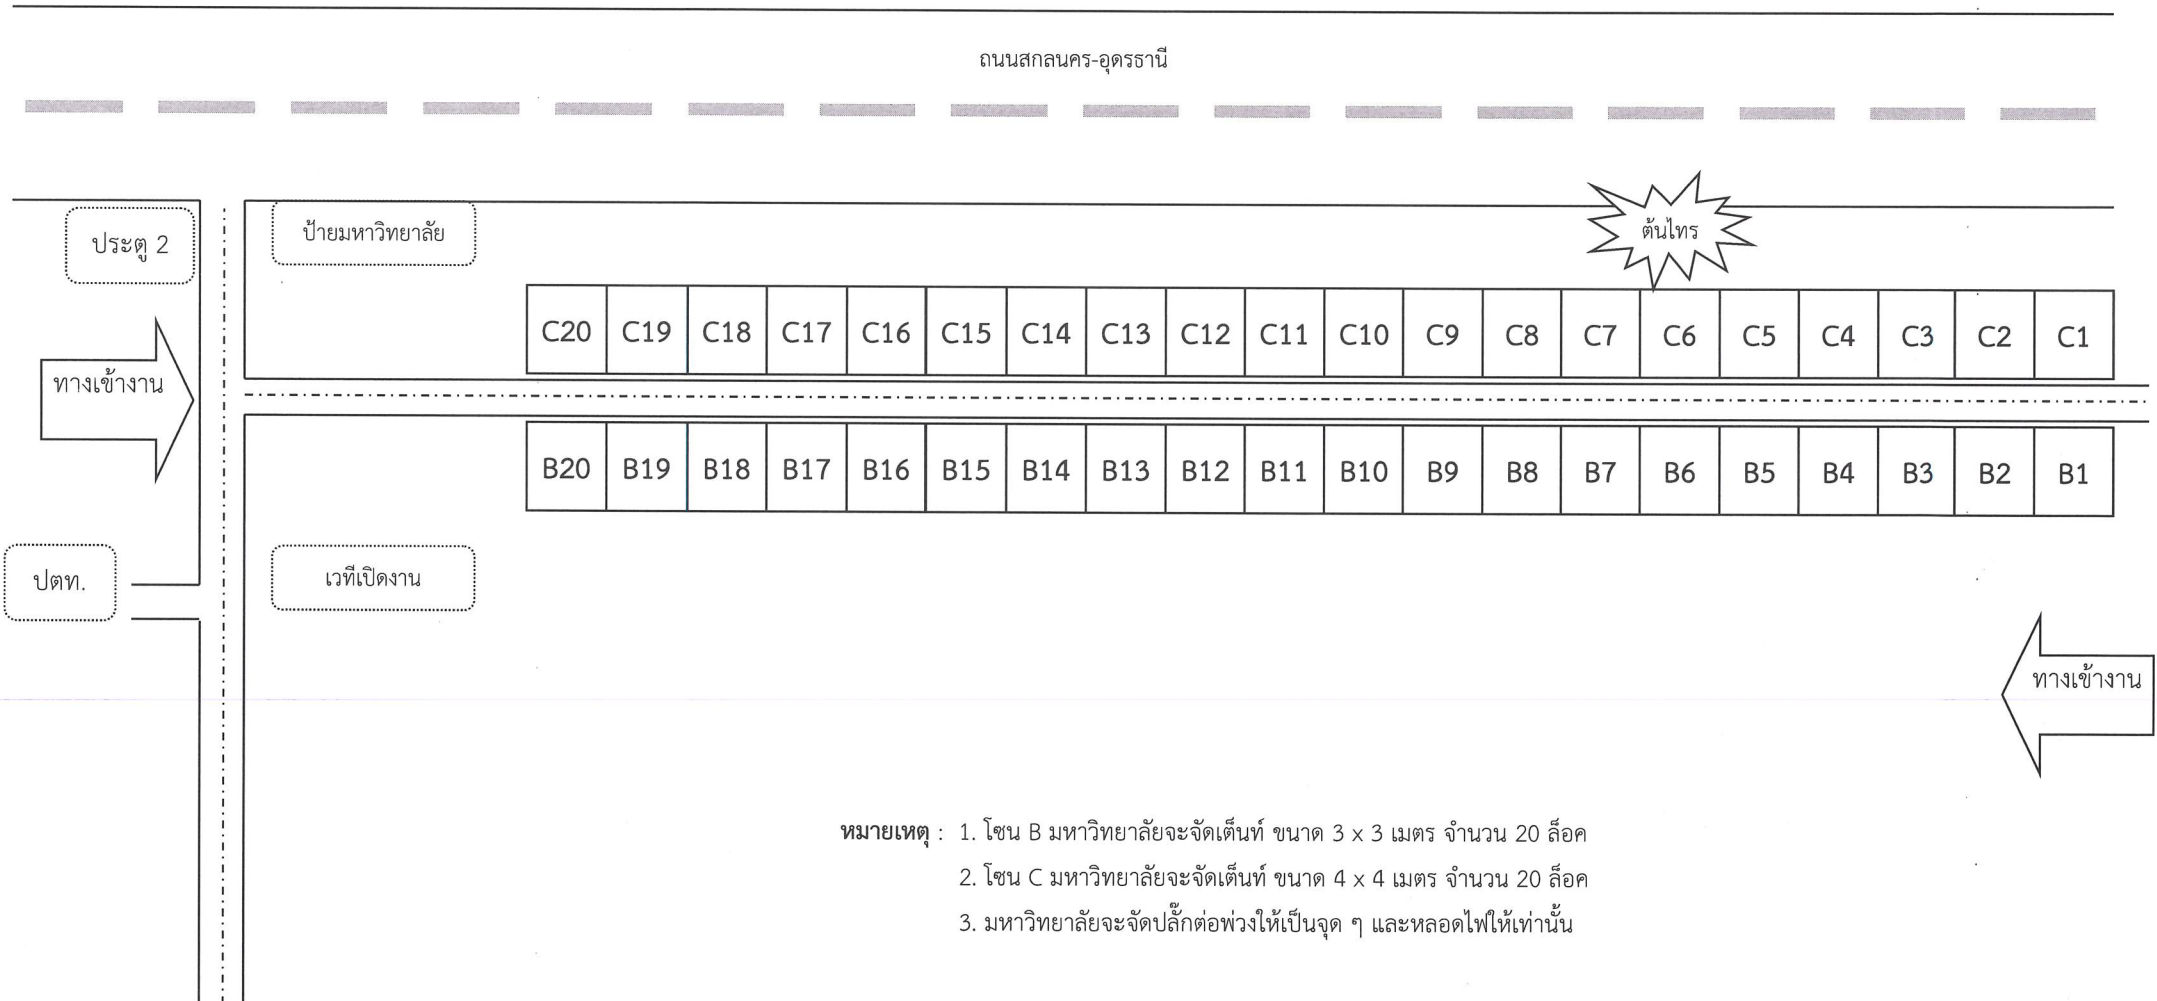 ถนนสกลนคร-อุดรธานี
ประตู 2
ป้ายมหาวิทยาลัย
ต้นไทร
C20 C19 C18 C17 C16 C15 C14 C13 C12 C11 C10 C9 C8 C7 C6 C5 C4 C3 C2 C1
ทางเข้างาน
B20 B19 B18 B17 B16 B15 B14 B13 B12 B11 B10 B9 B8 B7 B6 B5 B4 B3 B2 B1
ปตท.
เวทีเปิดงาน
ทางเข้างาน
หมายเหตุ : 1. โซน B มหาวิทยาลัยจะจัดเต็นท์ ขนาด 3 x 3 เมตร จำนวน 20 ล็อค
2. โซน C มหาวิทยาลัยจะจัดเต็นท์ ขนาด 4 x 4 เมตร จำนวน 20 ล็อค
3. มหาวิทยาลัยจะจัดปลั๊กต่อพ่วงให้เป็นจุด ๆ และหลอดไฟให้เท่านั้น